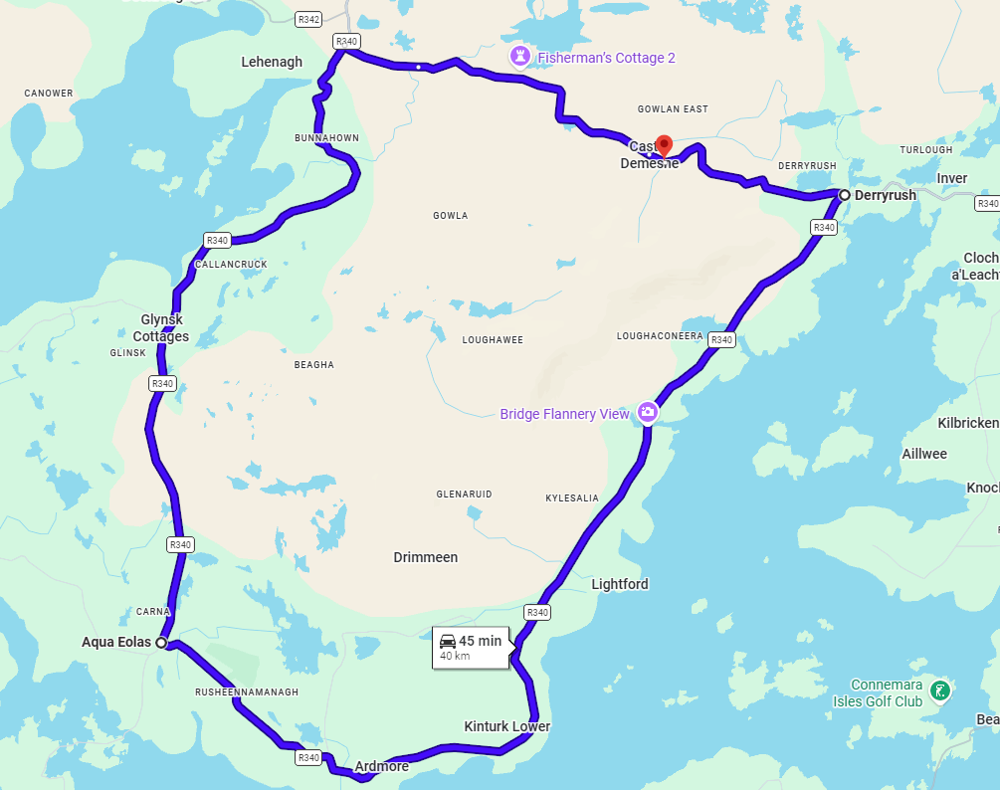 R342
R340
Lehenagh
Fisherman's Cottage 2
CANOWER
GOWLAN EAST
BUNNAHOWN
Cast
Demesne
TURLOUGH
DERRYRUSH
Inver
Derryrush
R340
R340
GOWLA
R340
CALLANCRUCK
Cloch
a'Leach
Glynsk
Cottages
GLINSK
LOUGHAWEE
LOUGHACONEERA
R340
BEAGHA
R340
Bridge Flannery View
Kilbricken
Aillwee
GLENARUID
KYLESALIA
Knoc
R340
Drimmeen
Lightford
CARNA
R340
Aqua Eolas
45 min
40 km
RUSHEENNAMANAGH
Connemara
Isles Golf Club
Kinturk Lower
Bea
R340
Ardmore